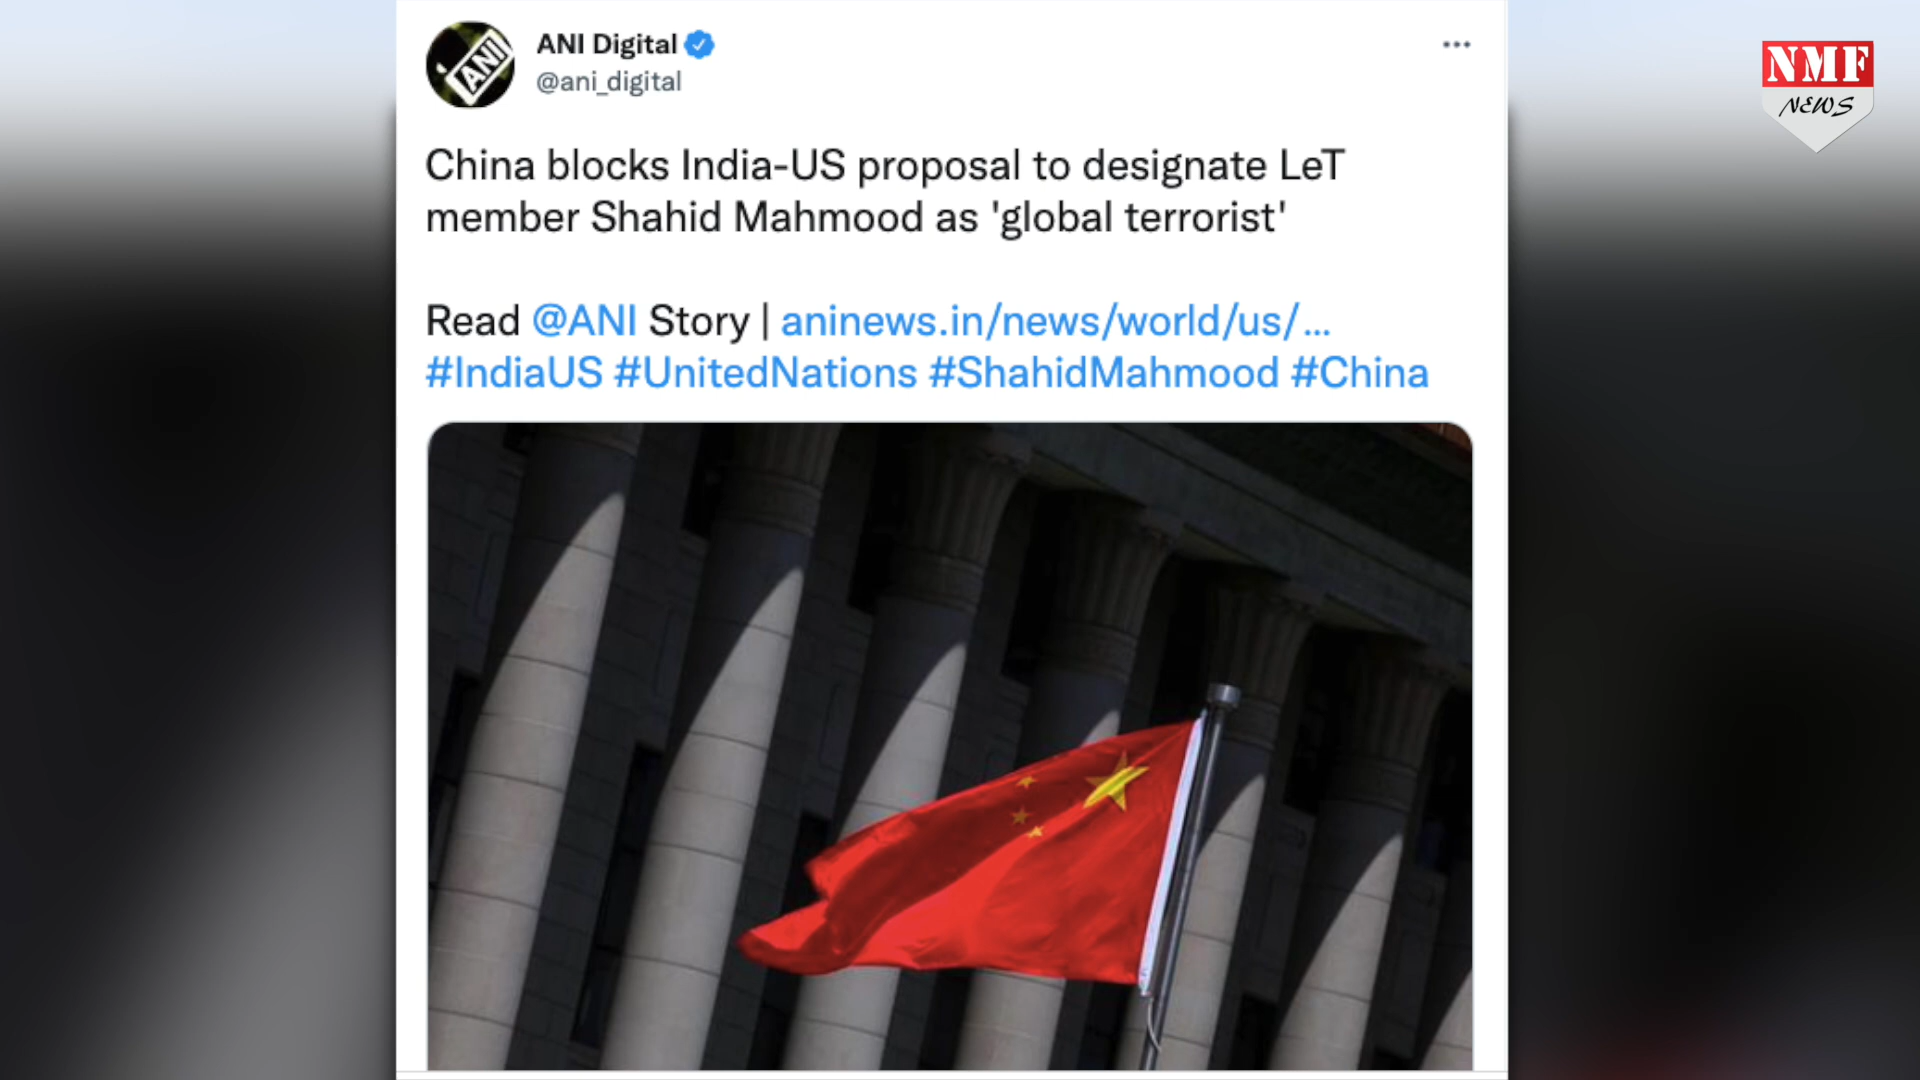 ANI Digital
@ani_digital
NMF
NEWS
ANI
China blocks India-US proposal to designate LeT
member Shahid Mahmood as 'global terrorist'
Read @ANI Story | aninews.in/news/world/us/...
#IndiaUS #UnitedNations #ShahidMahmood #China